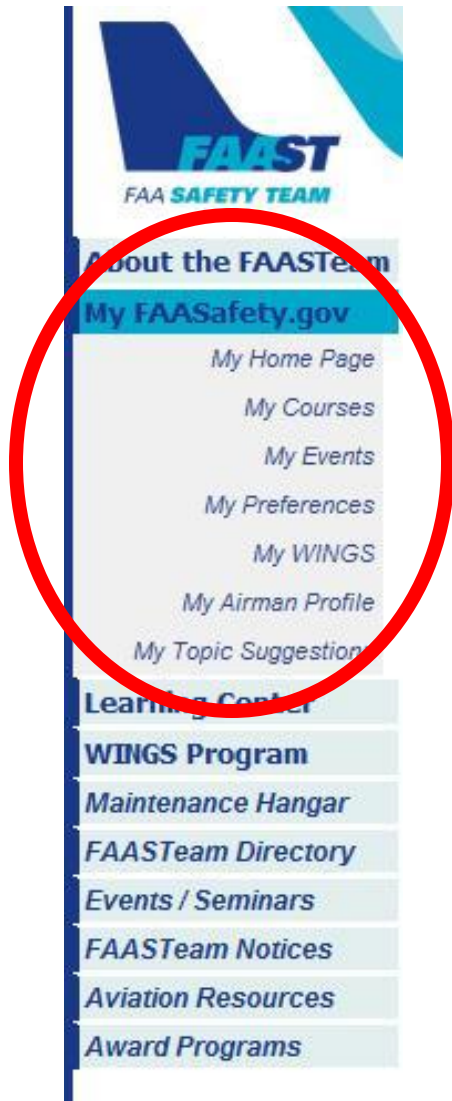 FAAST
FAA SAFETY TEAM
About the FAASTeam
My FAASafety.gov
My Home Page
My Courses
My Events
My Preferences
My WINGS
My Airman Profile
My Topic Suggestions
Learning Center
WINGS Program
Maintenance Hangar
FAASTeam Directory
Events / Seminars
FAASTeam Notices
Aviation Resources
Award Programs